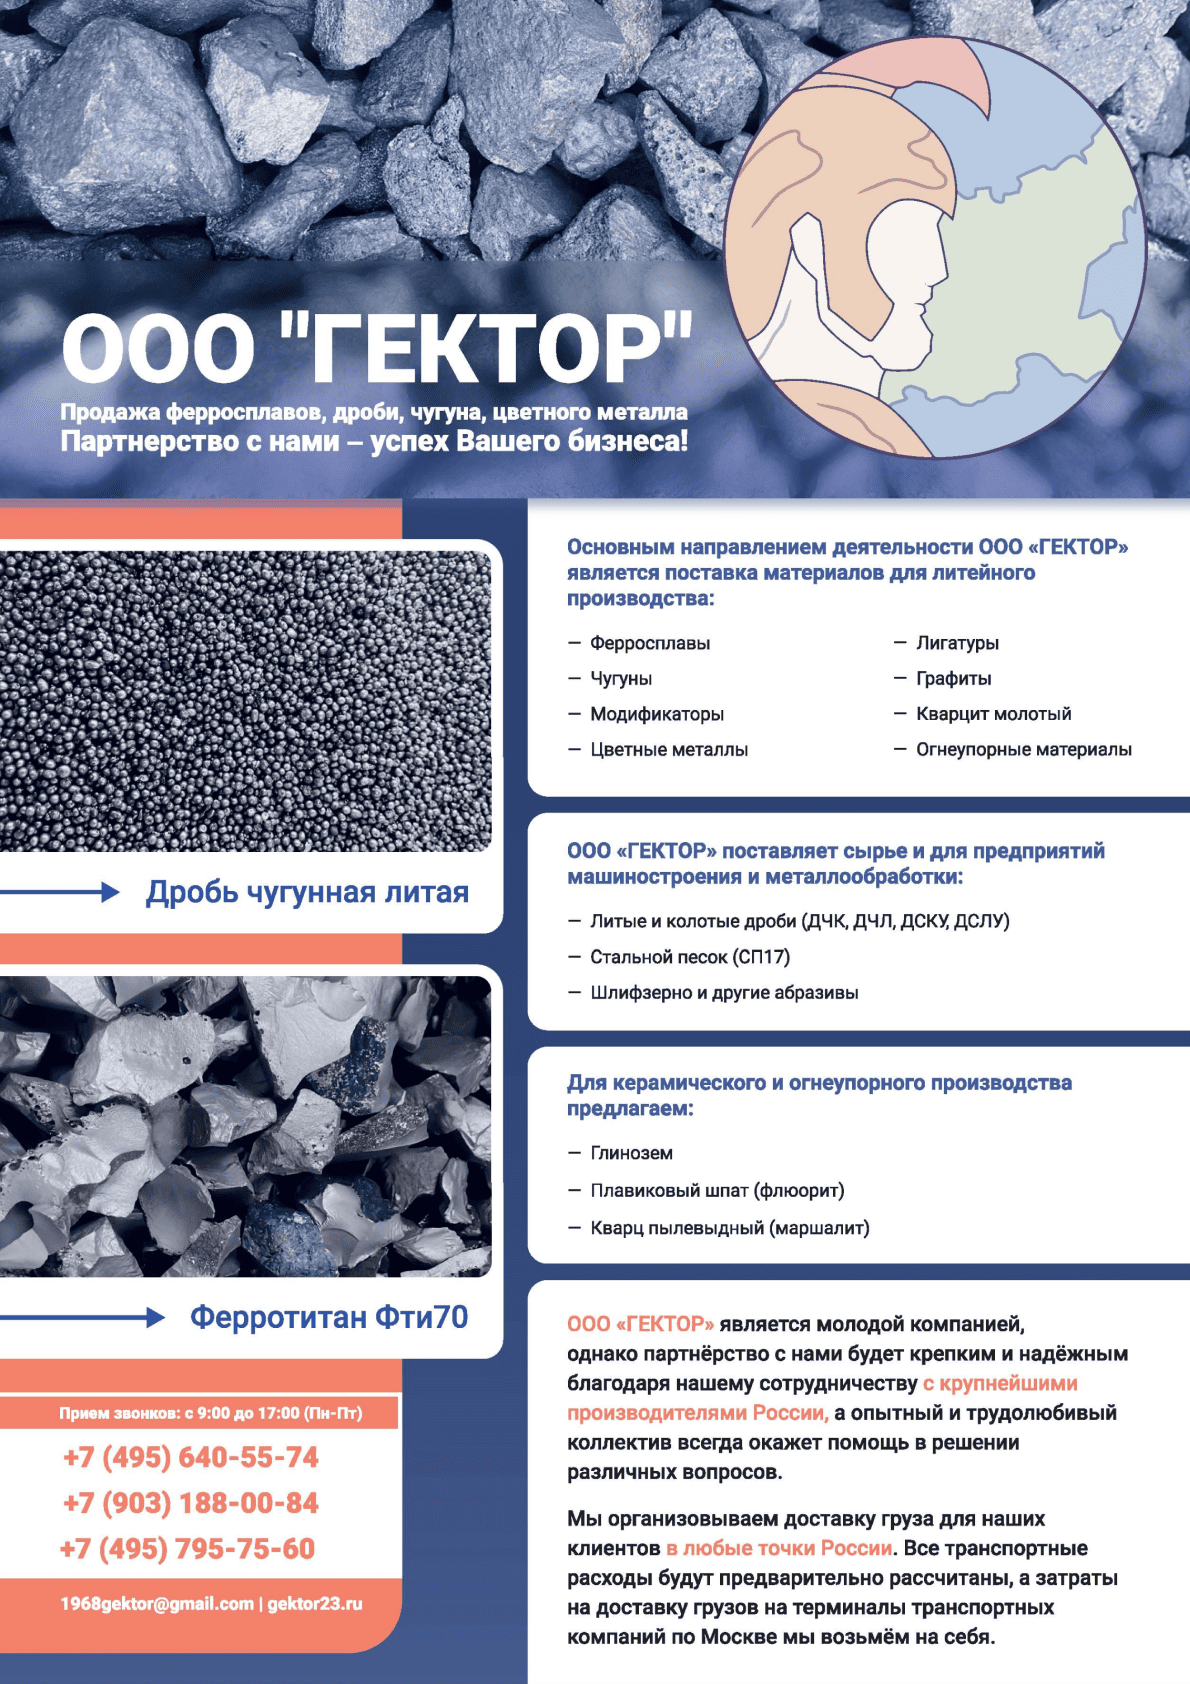 ООО "ГЕКТОР"
Продажа ферросплавов, дроби, чугуна, цветного металла
Партнерство с нами – успех Вашего бизнеса!
Дробь чугунная литая
Ферротитан Фти70
Прием звонков: с 9:00 до 17:00 (Пн-Пт)
+7 (495) 640-55-74
+7 (903) 188-00-84
+7 (495) 795-75-60
1968gektor@gmail.com | gektor23.ru
Основным направлением деятельности ООО «ГЕКТОР»
является поставка материалов для литейного
производства:
— Ферросплавы
— Чугуны
— Модификаторы
— Цветные металлы
— Лигатуры
— Графиты
— Кварцит молотый
— Огнеупорные материалы
ООО «ГЕКТОР» поставляет сырье и для предприятий
машиностроения и металлообработки:
— Литые и колотые дроби (ДЧК, ДЧЛ, ДСКУ, ДСЛУ)
— Стальной песок (СП17)
— Шлифзерно и другие абразивы
Для керамического и огнеупорного производства
предлагаем:
— Глинозем
— Плавиковый шпат (флюорит)
— Кварц пылевыдный (маршалит)
ООО «ГЕКТОР» является молодой компанией,
однако партнёрство с нами будет крепким и надёжным
благодаря нашему сотрудничеству с крупнейшими
производителями России, а опытный и трудолюбивый
коллектив всегда окажет помощь в решении
различных вопросов.
Мы организовываем доставку груза для наших
клиентов в любые точки России. Все транспортные
расходы будут предварительно рассчитаны, а затраты
на доставку грузов на терминалы транспортных
компаний по Москве мы возьмём на себя.